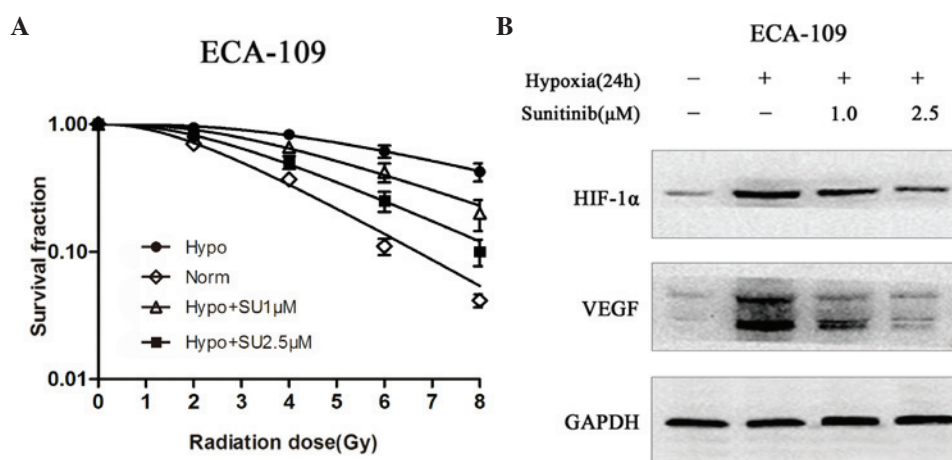 A
ECA-109
Survival fraction
1.00
0.10
0.01
Hypo
Norm
Hypo+SU1μM
Hypo+SU2.5μM
0 1 2 3 4 5 6 7 8
Radiation dose(Gy)
B
ECA-109
Hypoxia(24h) − + + +
Sunitinib(μM) − − 1.0 2.5
HIF-1α
VEGF
GAPDH